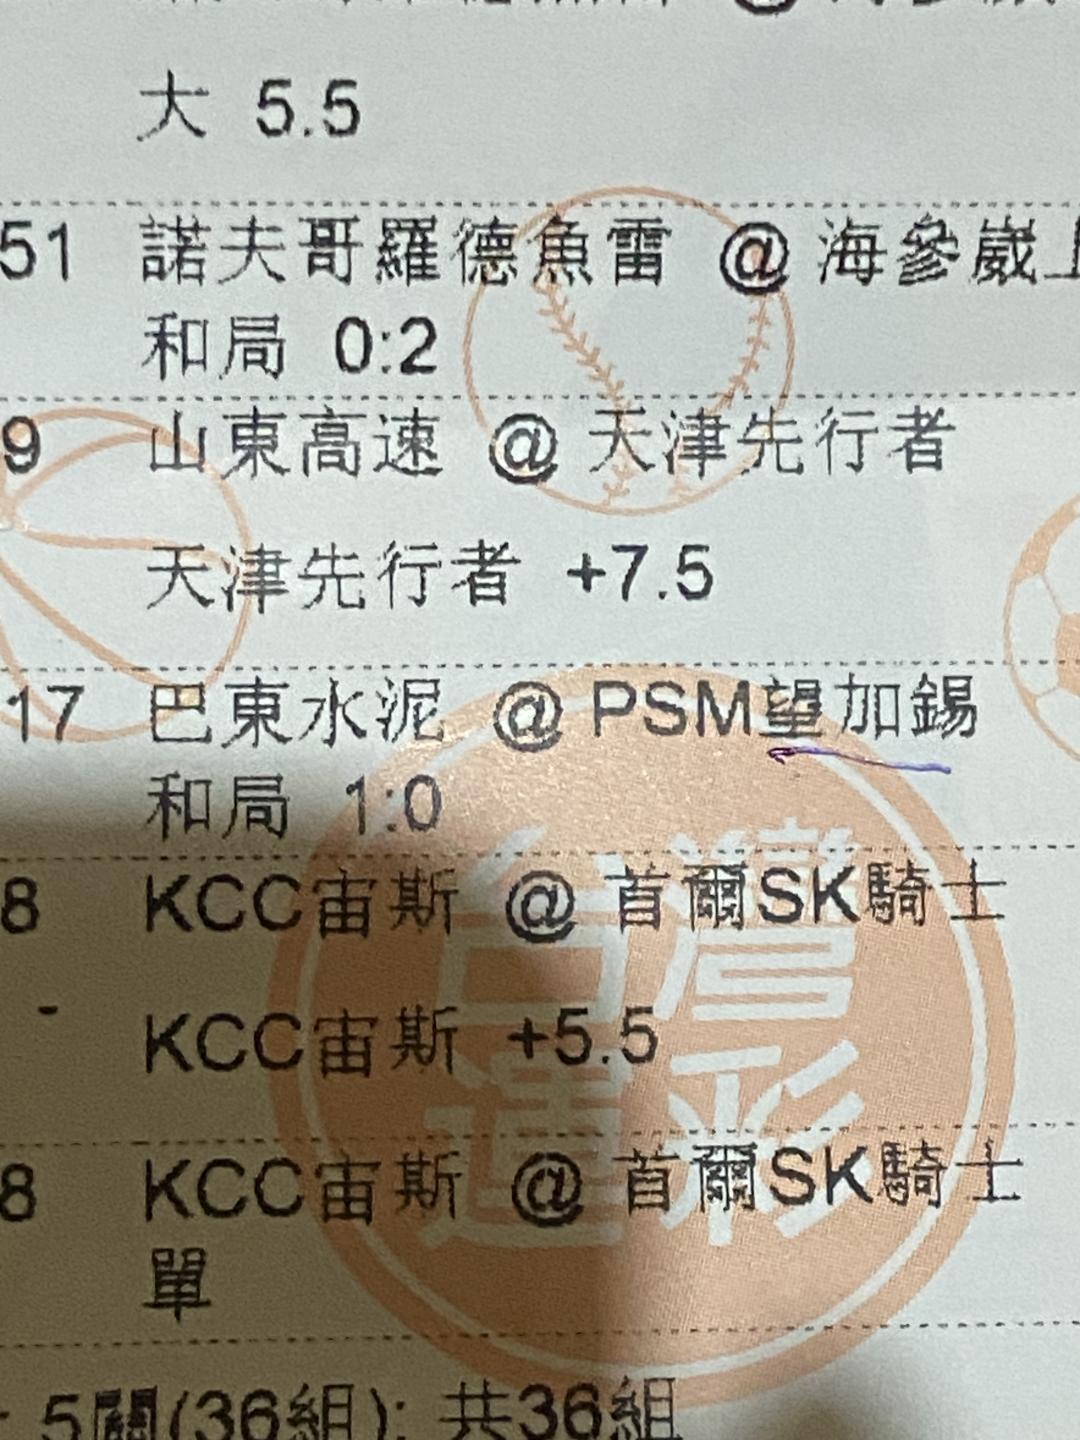 大 5.5
51 諾夫哥羅德魚雷 @ 海參崴
和局 0:2
9 山東高速 @ 天津先行者
天津先行者 +7.5
17 巴東水泥 @ PSM望加錫
和局 1:0
8 KCC宙斯 @ 首爾SK騎士
KCC宙斯 +5.5
8 KCC宙斯 @ 首爾SK騎士
單
5關(36組): 共36組
台灣
運彩